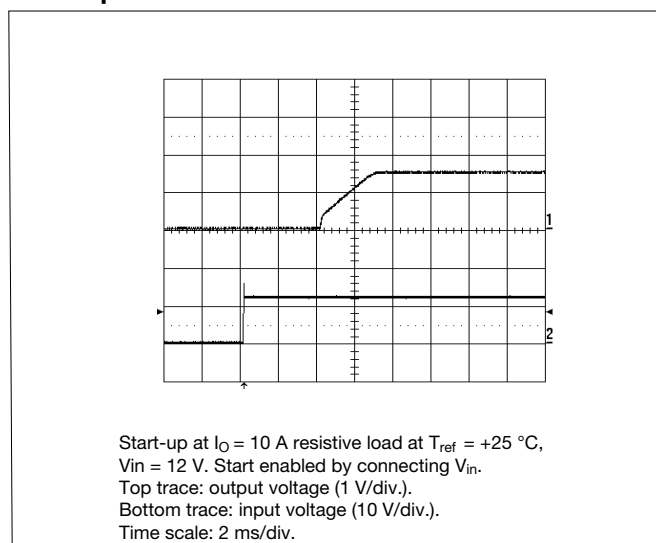 1
2
Start-up at IO = 10 A resistive load at Tref = +25 °C,
Vin = 12 V. Start enabled by connecting Vin.
Top trace: output voltage (1 V/div.).
Bottom trace: input voltage (10 V/div.).
Time scale: 2 ms/div.